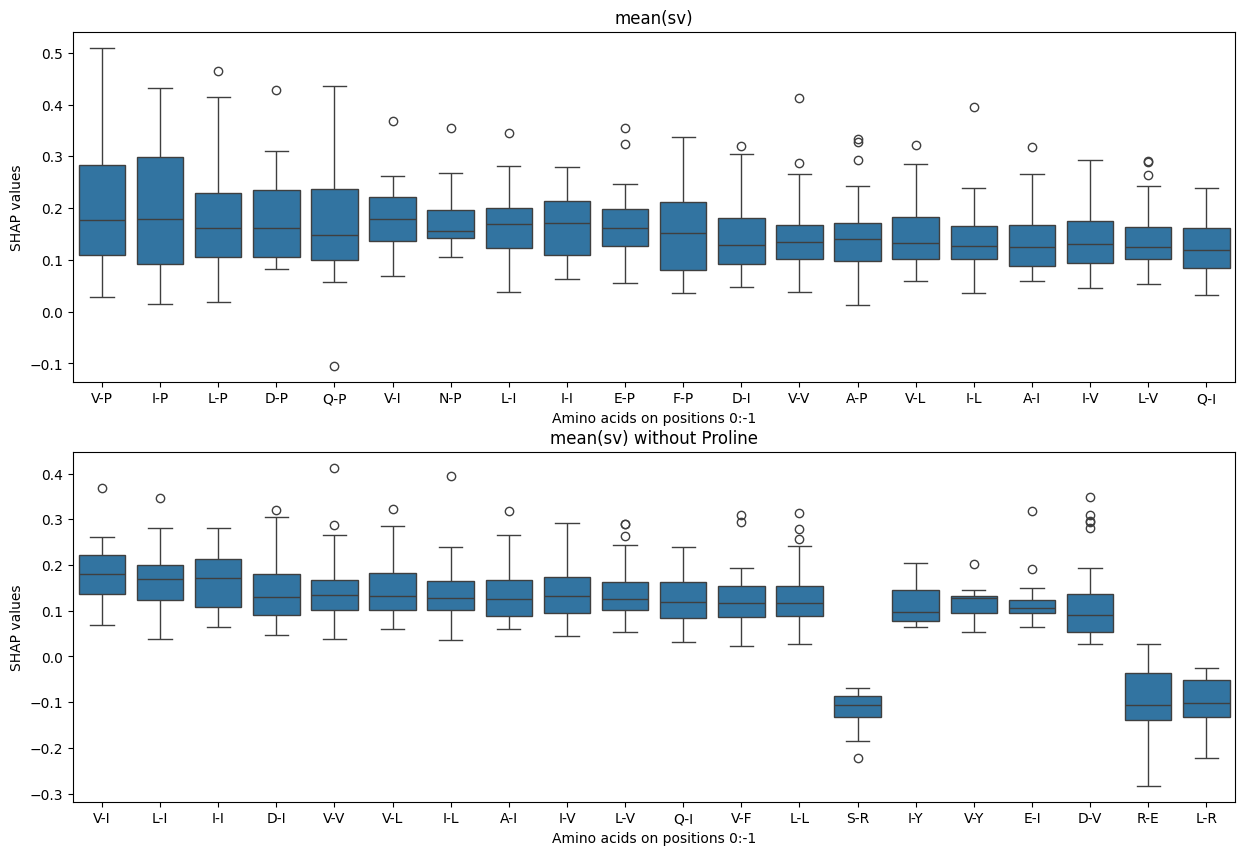 mean(sv)
SHAP values
0.5
0.4
0.3
0.2
0.1
0.0
−0.1
V-P I-P L-P D-P Q-P V-I N-P L-I I-I E-P F-P D-I V-V A-P V-L I-L A-I I-V L-V Q-I
Amino acids on positions 0:-1
mean(sv) without Proline
SHAP values
0.4
0.3
0.2
0.1
0.0
−0.1
−0.2
−0.3
V-I L-I I-I D-I V-V V-L I-L A-I I-V L-V Q-I V-F L-L S-R I-Y V-Y E-I D-V R-E L-R
Amino acids on positions 0:-1